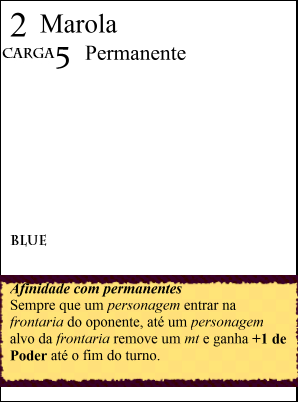 2 Marola
CARGA5 Permanente
BLUE
Afinidade com permanentes
Sempre que um personagem entrar na
frontaria do oponente, até um personagem
alvo da frontaria remove um mt e ganha +1 de
Poder até o fim do turno.